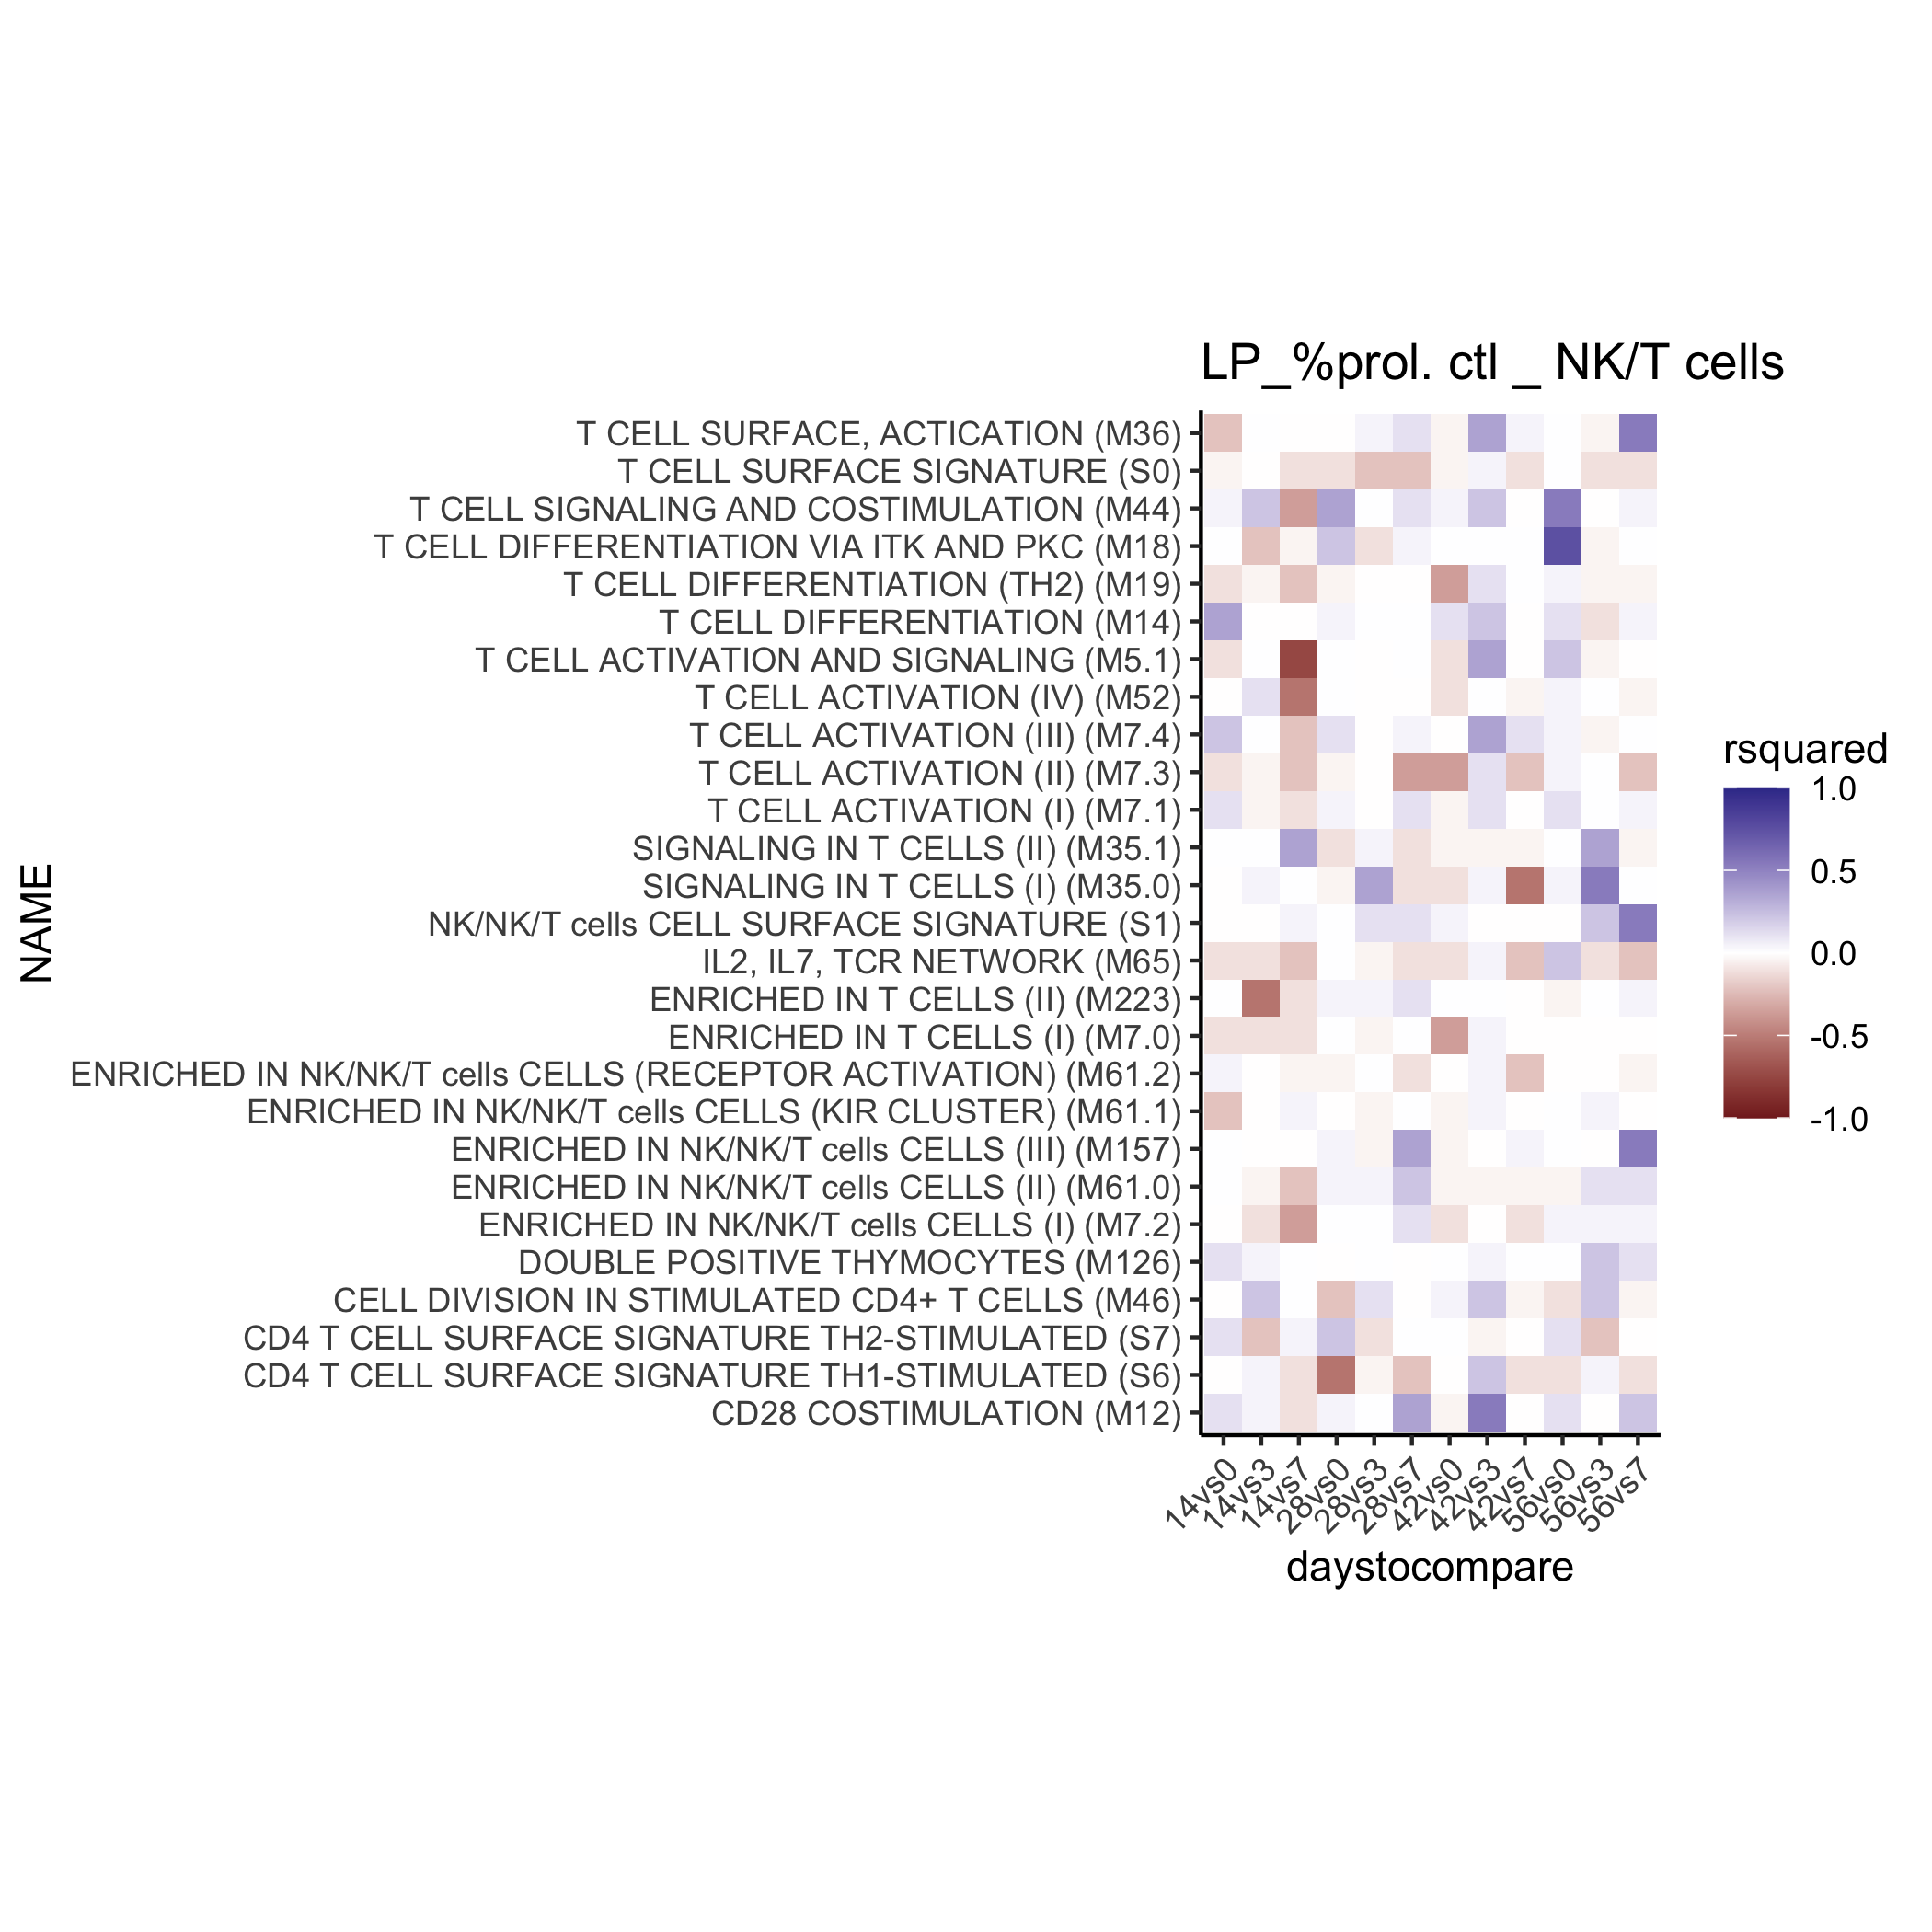 LP_%prol. ctl _ NK/T cells
NAME
T CELL SURFACE, ACTICATION (M36)
T CELL SURFACE SIGNATURE (S0)
T CELL SIGNALING AND COSTIMULATION (M44)
T CELL DIFFERENTIATION VIA ITK AND PKC (M18)
T CELL DIFFERENTIATION (TH2) (M19)
T CELL DIFFERENTIATION (M14)
T CELL ACTIVATION AND SIGNALING (M5.1)
T CELL ACTIVATION (IV) (M52)
T CELL ACTIVATION (III) (M7.4)
T CELL ACTIVATION (II) (M7.3)
T CELL ACTIVATION (I) (M7.1)
SIGNALING IN T CELLS (II) (M35.1)
SIGNALING IN T CELLS (I) (M35.0)
NK/NK/T cells CELL SURFACE SIGNATURE (S1)
IL2, IL7, TCR NETWORK (M65)
ENRICHED IN T CELLS (II) (M223)
ENRICHED IN T CELLS (I) (M7.0)
ENRICHED IN NK/NK/T cells CELLS (RECEPTOR ACTIVATION) (M61.2)
ENRICHED IN NK/NK/T cells CELLS (KIR CLUSTER) (M61.1)
ENRICHED IN NK/NK/T cells CELLS (III) (M157)
ENRICHED IN NK/NK/T cells CELLS (II) (M61.0)
ENRICHED IN NK/NK/T cells CELLS (I) (M7.2)
DOUBLE POSITIVE THYMOCYTES (M126)
CELL DIVISION IN STIMULATED CD4+ T CELLS (M46)
CD4 T CELL SURFACE SIGNATURE TH2-STIMULATED (S7)
CD4 T CELL SURFACE SIGNATURE TH1-STIMULATED (S6)
CD28 COSTIMULATION (M12)
14vs0
14vs3
14vs7
28vs0
28vs3
28vs7
42vs0
42vs3
42vs7
56vs0
56vs3
56vs7
daystocompare
rsquared
1.0
0.5
0.0
-0.5
-1.0